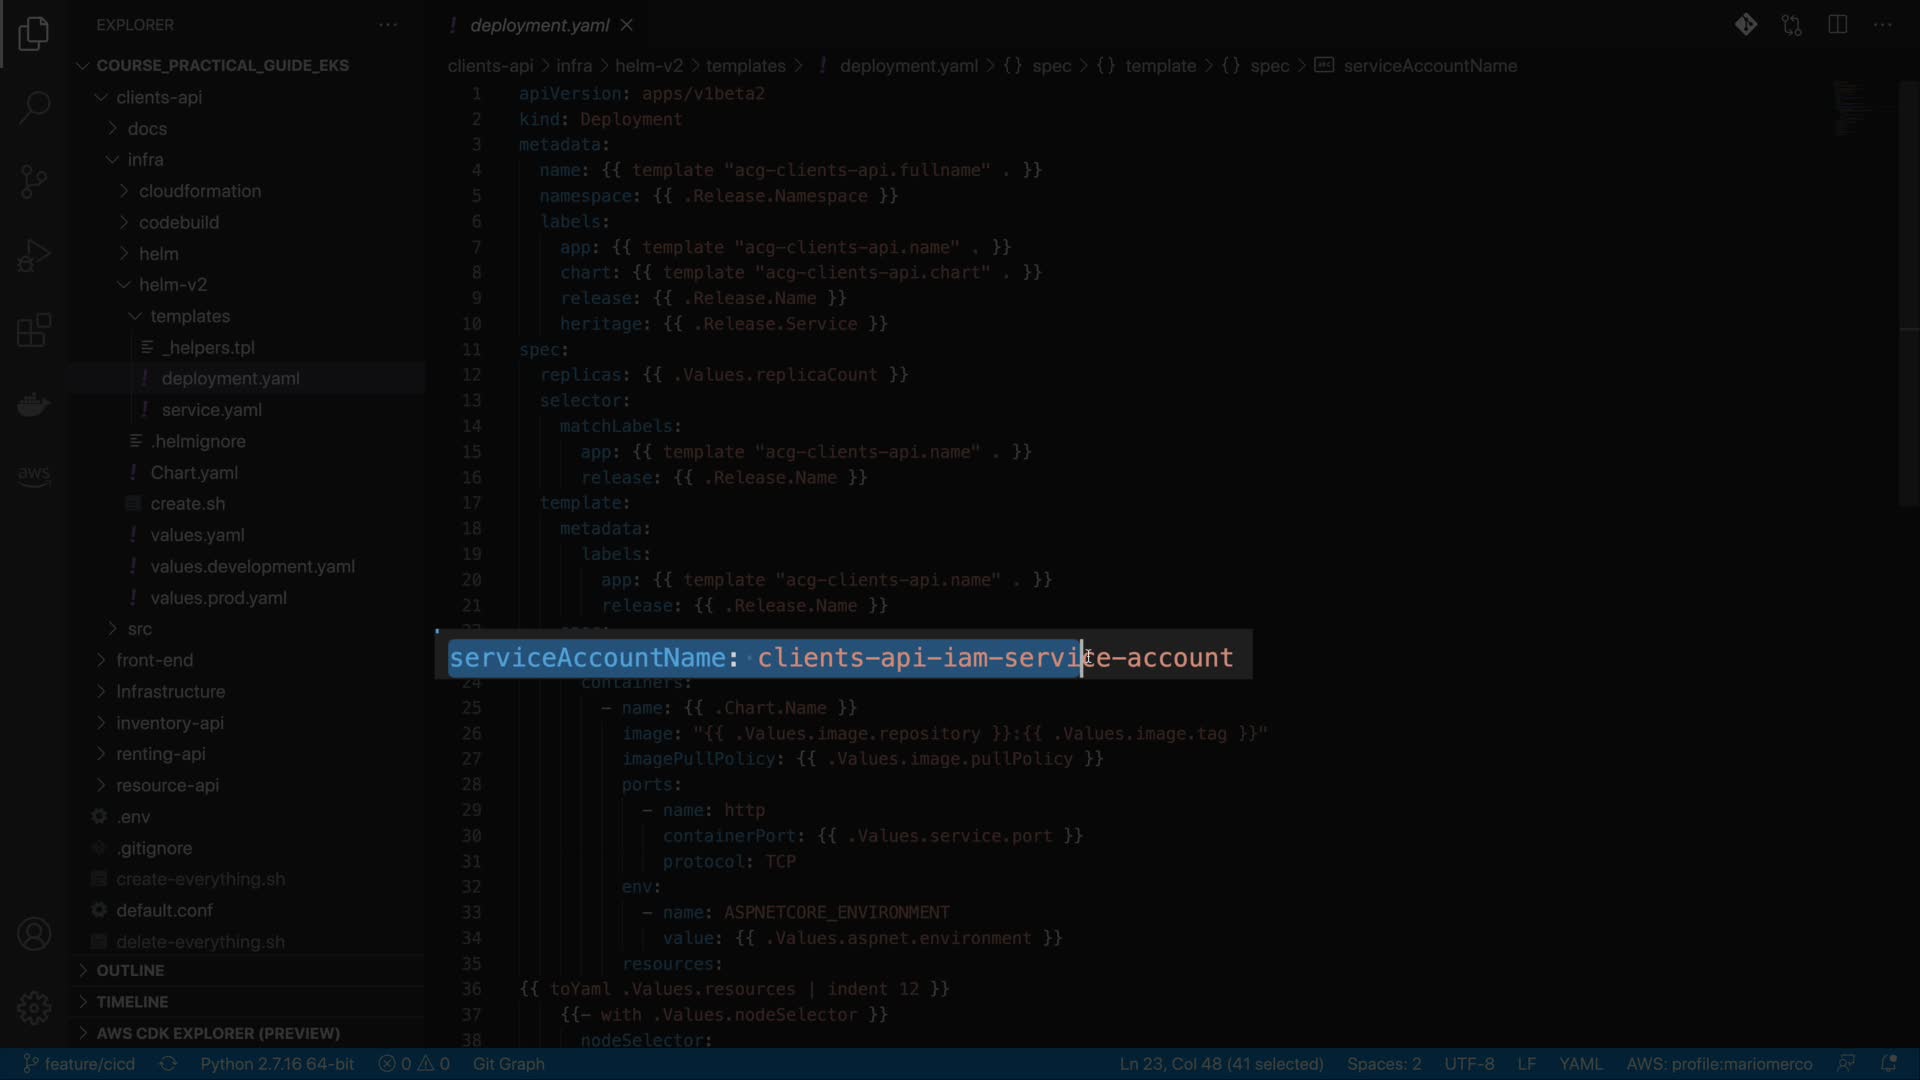 EXPLORER
COURSE_PRACTICAL_GUIDE_EKS
clients-api
docs
infra
cloudformation
codebuild
helm
helm-v2
templates
_helpers.tpl
deployment.yaml
service.yaml
.helmignore
Chart.yaml
create.sh
values.yaml
values.development.yaml
values.prod.yaml
src
front-end
Infrastructure
inventory-api
renting-api
resource-api
.env
.gitignore
create-everything.sh
default.conf
delete-everything.sh
OUTLINE
TIMELINE
AWS CDK EXPLORER (PREVIEW)
aws
! deployment.yaml
clients-api > infra > helm-v2 > templates > ! deployment.yaml > {} spec > {} template > {} spec > serviceAccountName
1 apiVersion: apps/v1beta2
2 kind: Deployment
3 metadata:
4 name: {{ template "acg-clients-api.fullname" . }}
5 namespace: {{ .Release.Namespace }}
6 labels:
7 app: {{ template "acg-clients-api.name" . }}
8 chart: {{ template "acg-clients-api.chart" . }}
9 release: {{ .Release.Name }}
10 heritage: {{ .Release.Service }}
11 spec:
12 replicas: {{ .Values.replicaCount }}
13 selector:
14 matchLabels:
15 app: {{ template "acg-clients-api.name" . }}
16 release: {{ .Release.Name }}
17 template:
18 metadata:
19 labels:
20 app: {{ template "acg-clients-api.name" . }}
21 release: {{ .Release.Name }}
serviceAccountName: clients-api-iam-service-account
24 containers:
25 - name: {{ .Chart.Name }}
26 image: "{{ .Values.image.repository }}:{{ .Values.image.tag }}"
27 imagePullPolicy: {{ .Values.image.pullPolicy }}
28 ports:
29 - name: http
30 containerPort: {{ .Values.service.port }}
31 protocol: TCP
32 env:
33 - name: ASPNETCORE_ENVIRONMENT
34 value: {{ .Values.aspnet.environment }}
35 resources:
36 {{ toYaml .Values.resources | indent 12 }}
37 {{- with .Values.nodeSelector }}
38 nodeSelector:
feature/cicd Python 2.7.16 64-bit 0 0 Git Graph Ln 23, Col 48 (41 selected) Spaces: 2 UTF-8 LF YAML AWS: profile:mariomerco